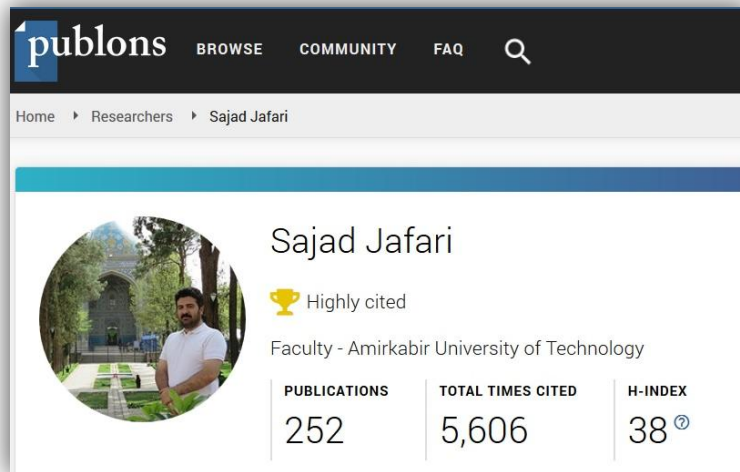 publons BROWSE COMMUNITY FAQ
Home Researchers Sajad Jafari
Sajad Jafari
Highly cited
Faculty - Amirkabir University of Technology
PUBLICATIONS TOTAL TIMES CITED H-INDEX
252 5,606 38 ?